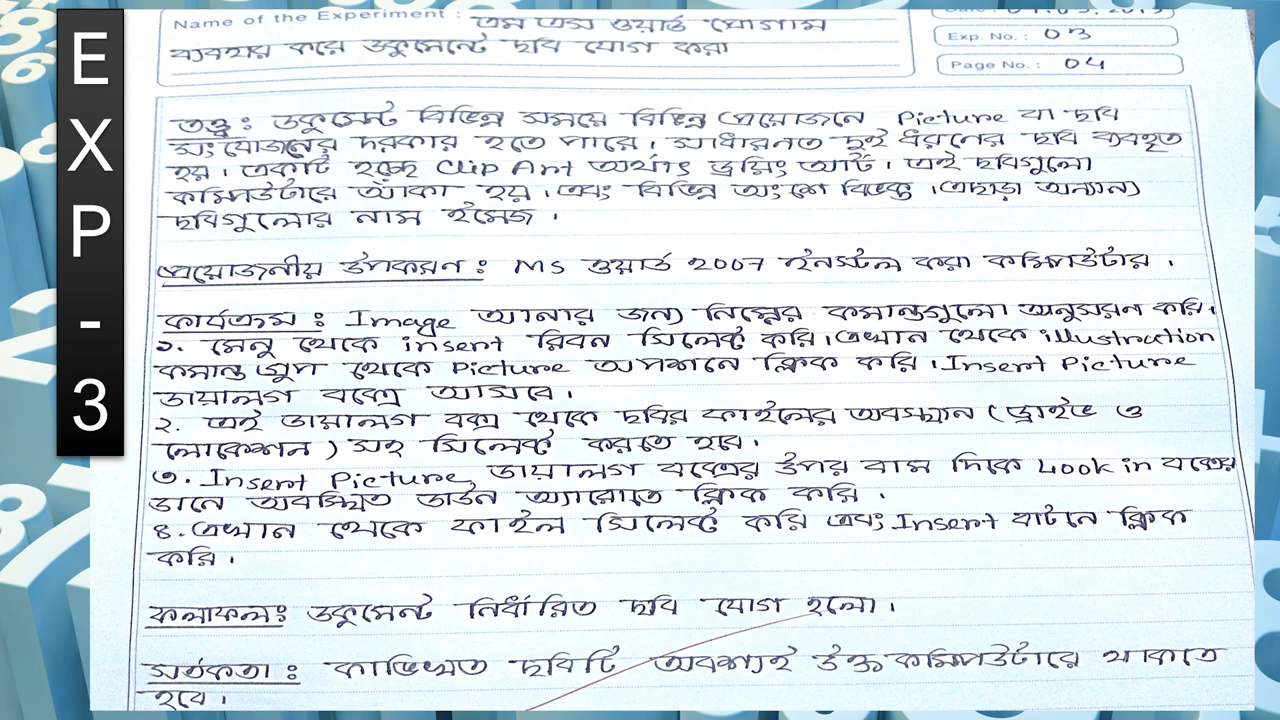 EXP-3
Name of the Experiment : এম এস ওয়ার্ড প্রোগ্রাম
ব্যবহার করে ডকুমেন্টে ছবি যোগ করা
Exp. No. : 03
Page No. : 04
তত্ত্ব : ডকুমেন্টে বিভিন্ন সময়ে বিভিন্ন প্রয়োজনে Picture বা ছবি
সংযোজনের দরকার হতে পারে। সাধারনত দুই ধরণের ছবি ব্যবহৃত
হয়। একটি হচ্ছে Clip Art অর্থাৎ ড্রয়িং আর্ট। এই ছবিগুলো
কম্পিউটারে আঁকা হয়। এবং বিভিন্ন অংশে বিভক্ত। এছাড়া অন্যান্য
ছবিগুলোর নাম ইমেজ।
প্রয়োজনীয় উপকরন : MS ওয়ার্ড 2007 ইনস্টল করা কম্পিউটার।
কার্যক্রম : Image আনার জন্য নিম্নের কমান্ডগুলো অনুসরন করি।
১. মেনু থেকে insert রিবন সিলেক্ট করি। এখান থেকে illustration
কমান্ড গ্রুপ থেকে Picture অপশনে ক্লিক করি। Insert Picture
ডায়ালগ বক্সে আসবে।
২. এই ডায়ালগ বক্স থেকে ছবির ফাইলের অবস্থান (ড্রাইভ ও
লোকেশন) সহ সিলেক্ট করতে হবে।
৩. Insert Picture ডায়ালগ বক্সের উপর বাম দিকে Look in বক্সের
ডানে অবস্থিত ডাউন অ্যারোতে ক্লিক করি।
৪. এখান থেকে ফাইল সিলেক্ট করি এবং Insert বাটনে ক্লিক
করি।
ফলাফলঃ ডকুমেন্টে নির্ধারিত ছবি যোগ হলো।
সর্তকতা : কাঙ্খিত ছবিটি অবশ্যই উক্ত কম্পিউটারে থাকতে
হবে।